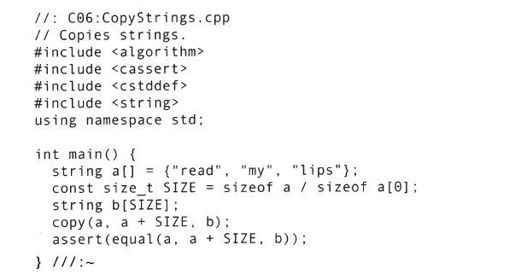 //: C06:CopyStrings.cpp
// Copies strings.
#include <algorithm>
#include <cassert>
#include <cstddef>
#include <string>
using namespace std;

int main() {
  string a[] = {"read", "my", "lips"};
  const size_t SIZE = sizeof a / sizeof a[0];
  string b[SIZE];
  copy(a, a + SIZE, b);
  assert(equal(a, a + SIZE, b));
} ///:~